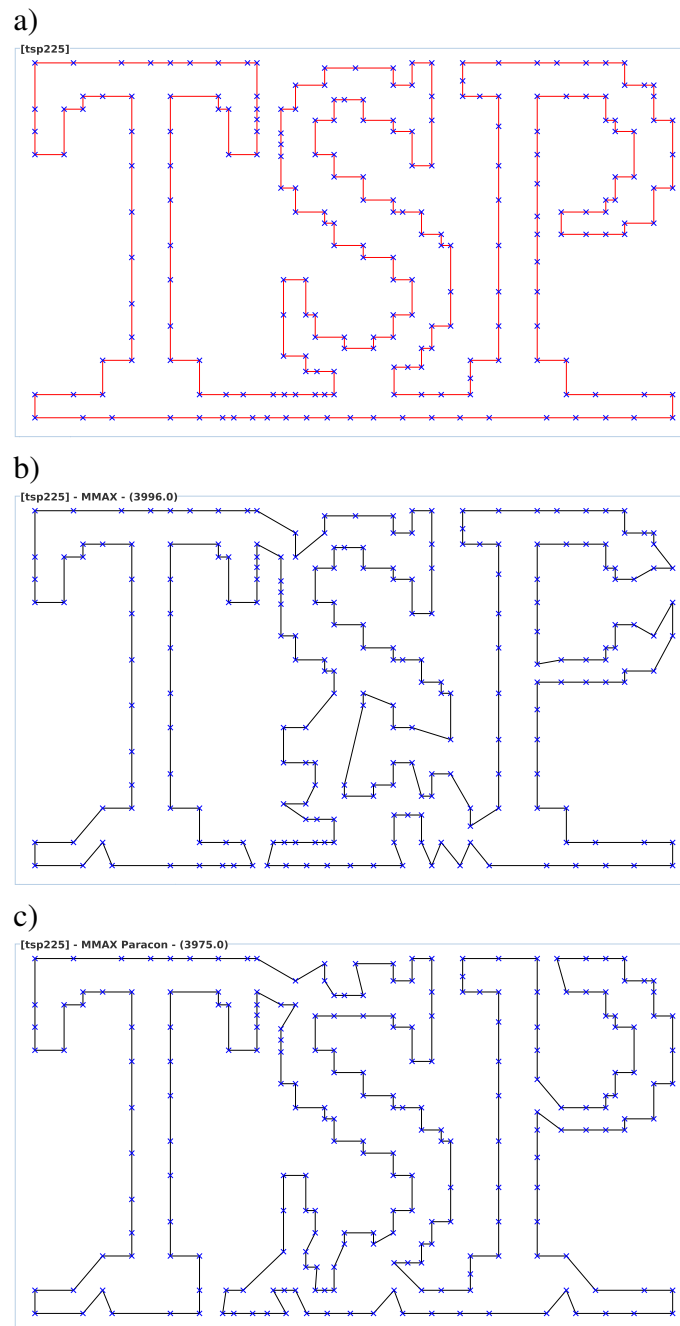 a)
[tsp225]
b)
[tsp225] - MMAX - (3996.0)
c)
[tsp225] - MMAX Paracon - (3975.0)